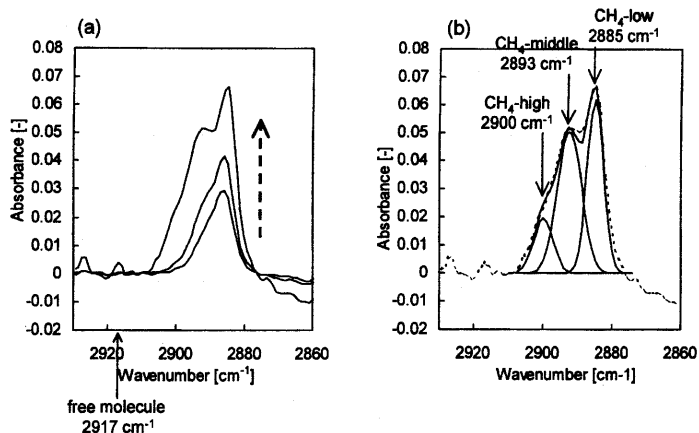 (a)
0.08
0.07
0.06
0.05
0.04
0.03
0.02
0.01
0
-0.01
-0.02
Absorbance [-]
2920 2900 2880 2860
Wavenumber [cm-1]
free molecule
2917 cm-1
(b)
CH4-low
2885 cm-1
CH4-middle
2893 cm-1
CH4-high
2900 cm-1
0.08
0.07
0.06
0.05
0.04
0.03
0.02
0.01
0
-0.01
-0.02
Absorbance [-]
2920 2900 2880 2860
Wavenumber [cm-1]